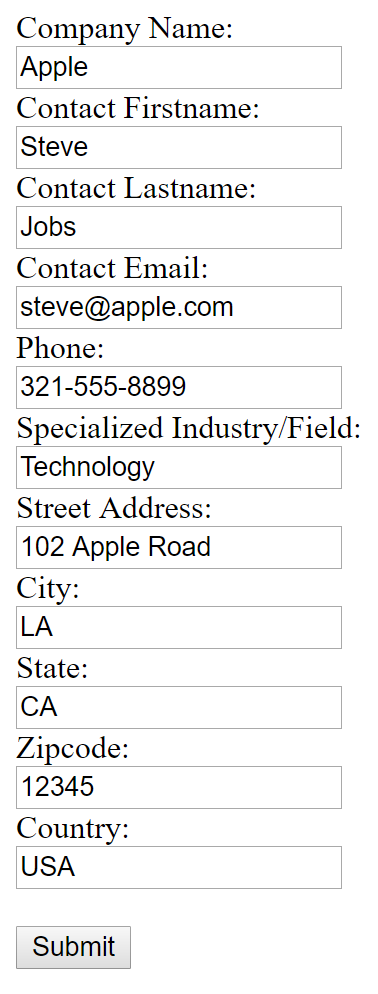 Company Name:
Apple
Contact Firstname:
Steve
Contact Lastname:
Jobs
Contact Email:
steve@apple.com
Phone:
321-555-8899
Specialized Industry/Field:
Technology
Street Address:
102 Apple Road
City:
LA
State:
CA
Zipcode:
12345
Country:
USA
Submit